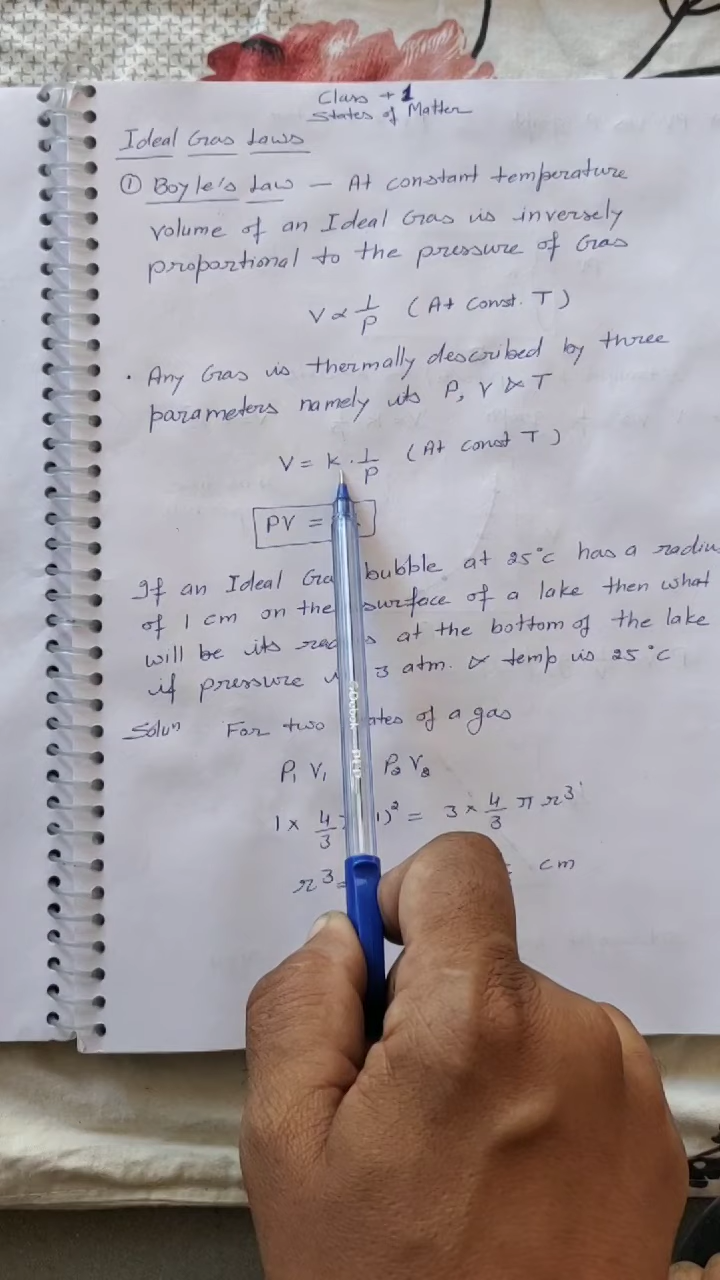 Class + 1
States of Matter
Ideal Gas Laws
① Boyle's Law — At constant temperature
volume of an Ideal Gas is inversely
proportional to the pressure of Gas
V ∝ 1/P (At Const. T)
• Any Gas is thermally described by three
parameters namely its P, V & T
V = K · 1/P (At const T)
PV =
If an Ideal Ga bubble at 25°c has a radiu
of 1 cm on the surface of a lake then what
will be its at the bottom of the lake
if pressure 3 atm. & temp is 25°c
Soluⁿ For two of a gas
P₁ V₁ P₂ V₂
1 × 4/3 1)² = 3 × 4/3 π r³
r³ = cm